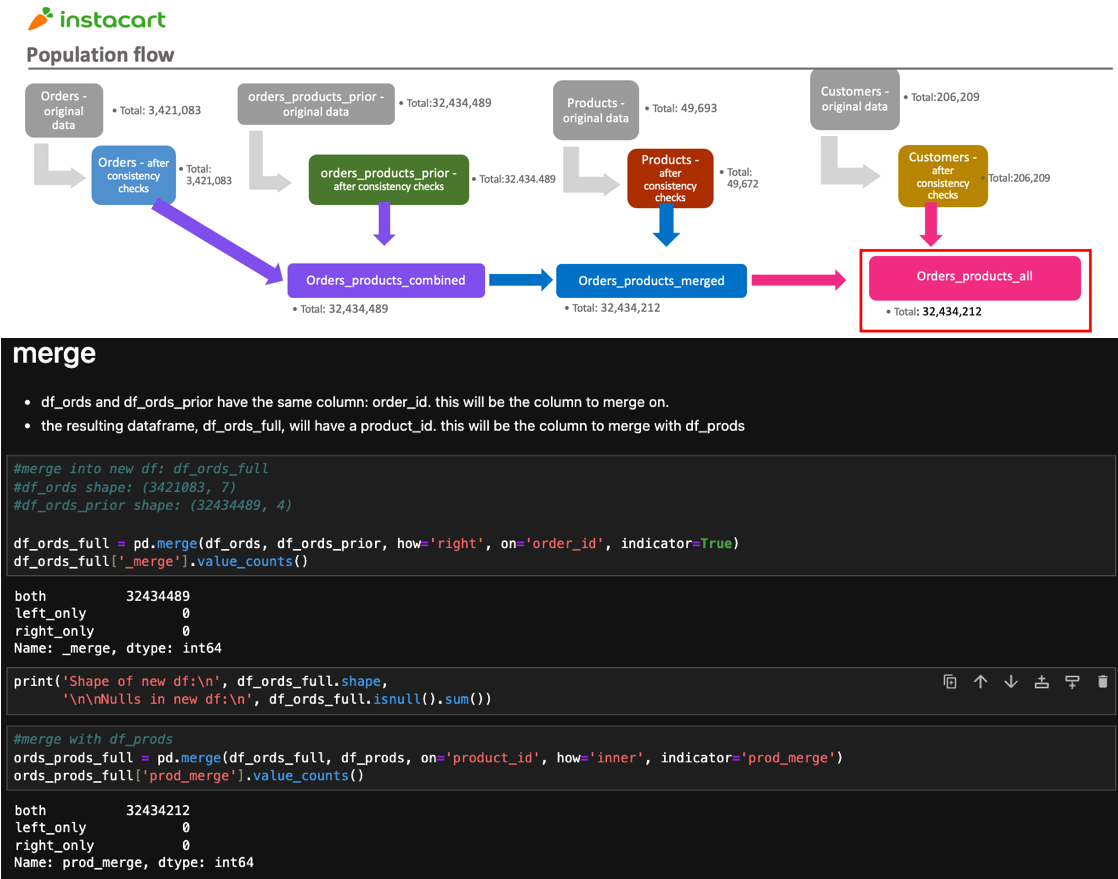 instacart
Population flow
Orders -
original
data
• Total: 3,421,083
orders_products_prior -
original data
• Total:32,434,489
Products -
original data
• Total: 49,693
Customers -
original data
• Total:206,209
Orders - after
consistency
checks
• Total:
3,421,083
orders_products_prior -
after consistency checks
• Total:32.434.489
Products -
after
consistency
checks
• Total:
49,672
Customers -
after
consistency
checks
• Total:206,209
Orders_products_combined
• Total: 32,434,489
Orders_products_merged
• Total: 32,434,212
Orders_products_all
• Total: 32,434,212
merge
• df_ords and df_ords_prior have the same column: order_id. this will be the column to merge on.
• the resulting dataframe, df_ords_full, will have a product_id. this will be the column to merge with df_prods
#merge into new df: df_ords_full
#df_ords shape: (3421083, 7)
#df_ords_prior shape: (32434489, 4)
df_ords_full = pd.merge(df_ords, df_ords_prior, how='right', on='order_id', indicator=True)
df_ords_full['_merge'].value_counts()
both 32434489
left_only 0
right_only 0
Name: _merge, dtype: int64
print('Shape of new df:\n', df_ords_full.shape,
'\n\nNulls in new df:\n', df_ords_full.isnull().sum())
#merge with df_prods
ords_prods_full = pd.merge(df_ords_full, df_prods, on='product_id', how='inner', indicator='prod_merge')
ords_prods_full['prod_merge'].value_counts()
both 32434212
left_only 0
right_only 0
Name: prod_merge, dtype: int64